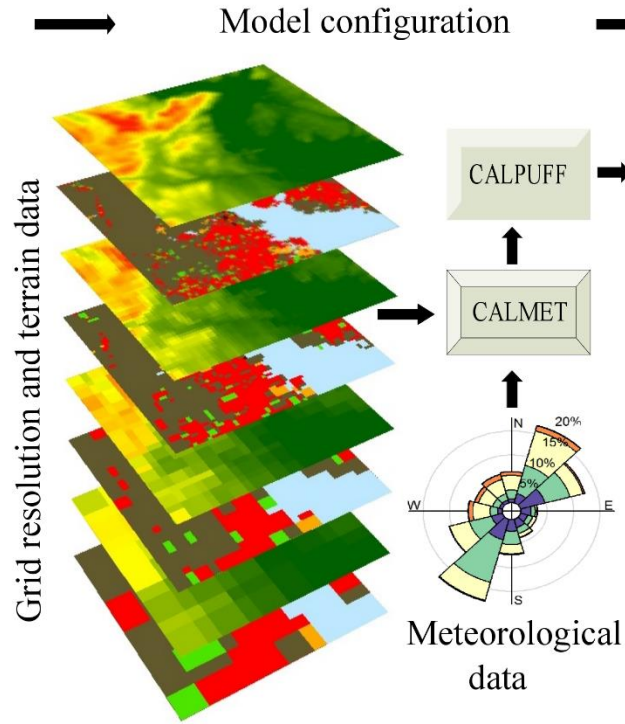 Model configuration
Grid resolution and terrain data
CALPUFF
CALMET
N
20%
15%
10%
5%
W
E
S
Meteorological
data